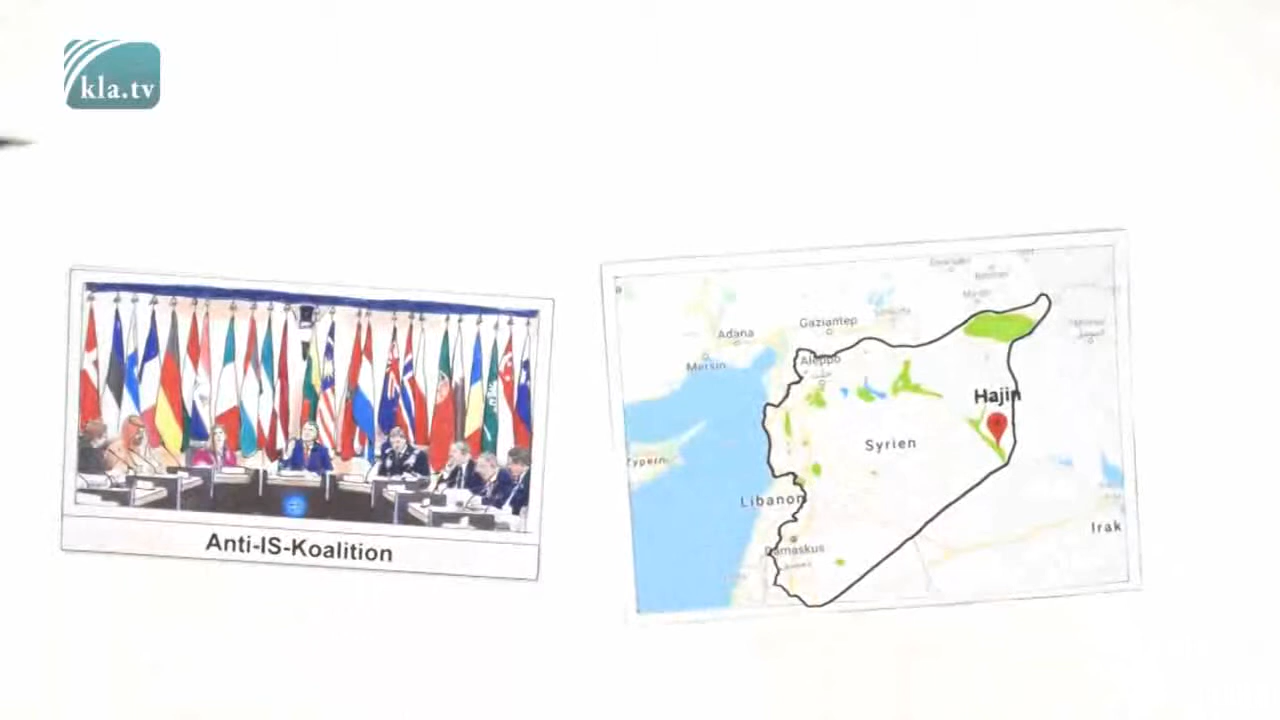 kla.tv
Anti-IS-Koalition
Adana
Gaziantep
Mersin
Aleppo
Hajin
Syrien
Zypern
Libanon
Irak
Damaskus